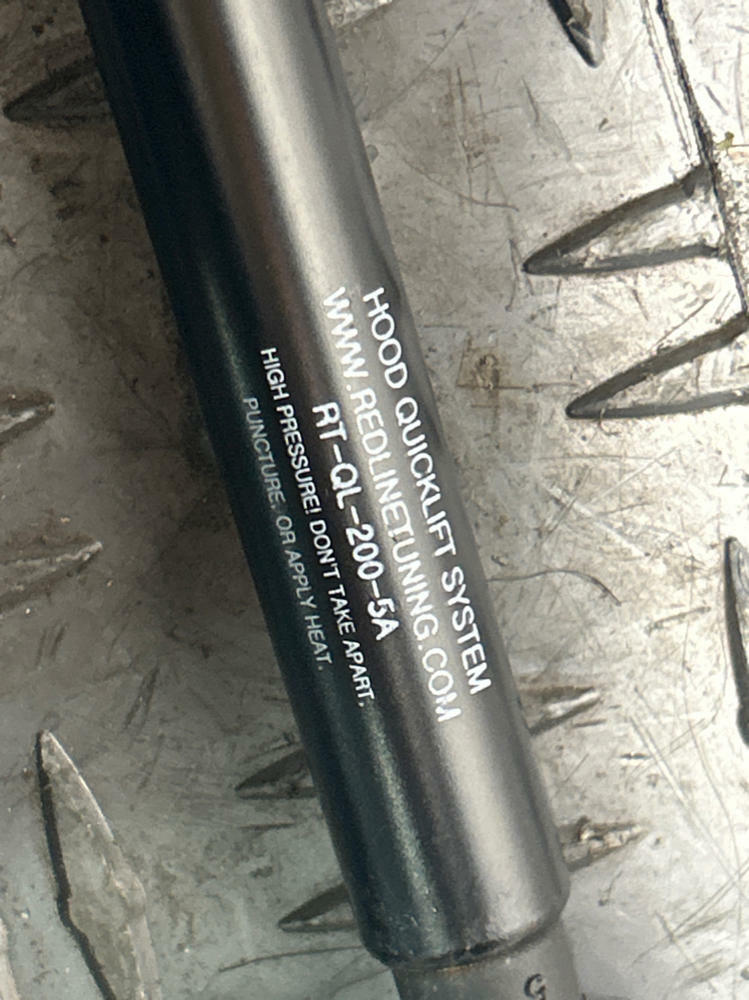 HOOD QUICKLIFT SYSTEM
WWW.REDLINETUNING.COM
RT-QL-200-5A
HIGH PRESSURE! DON'T TAKE APART,
PUNCTURE, OR APPLY HEAT.
G